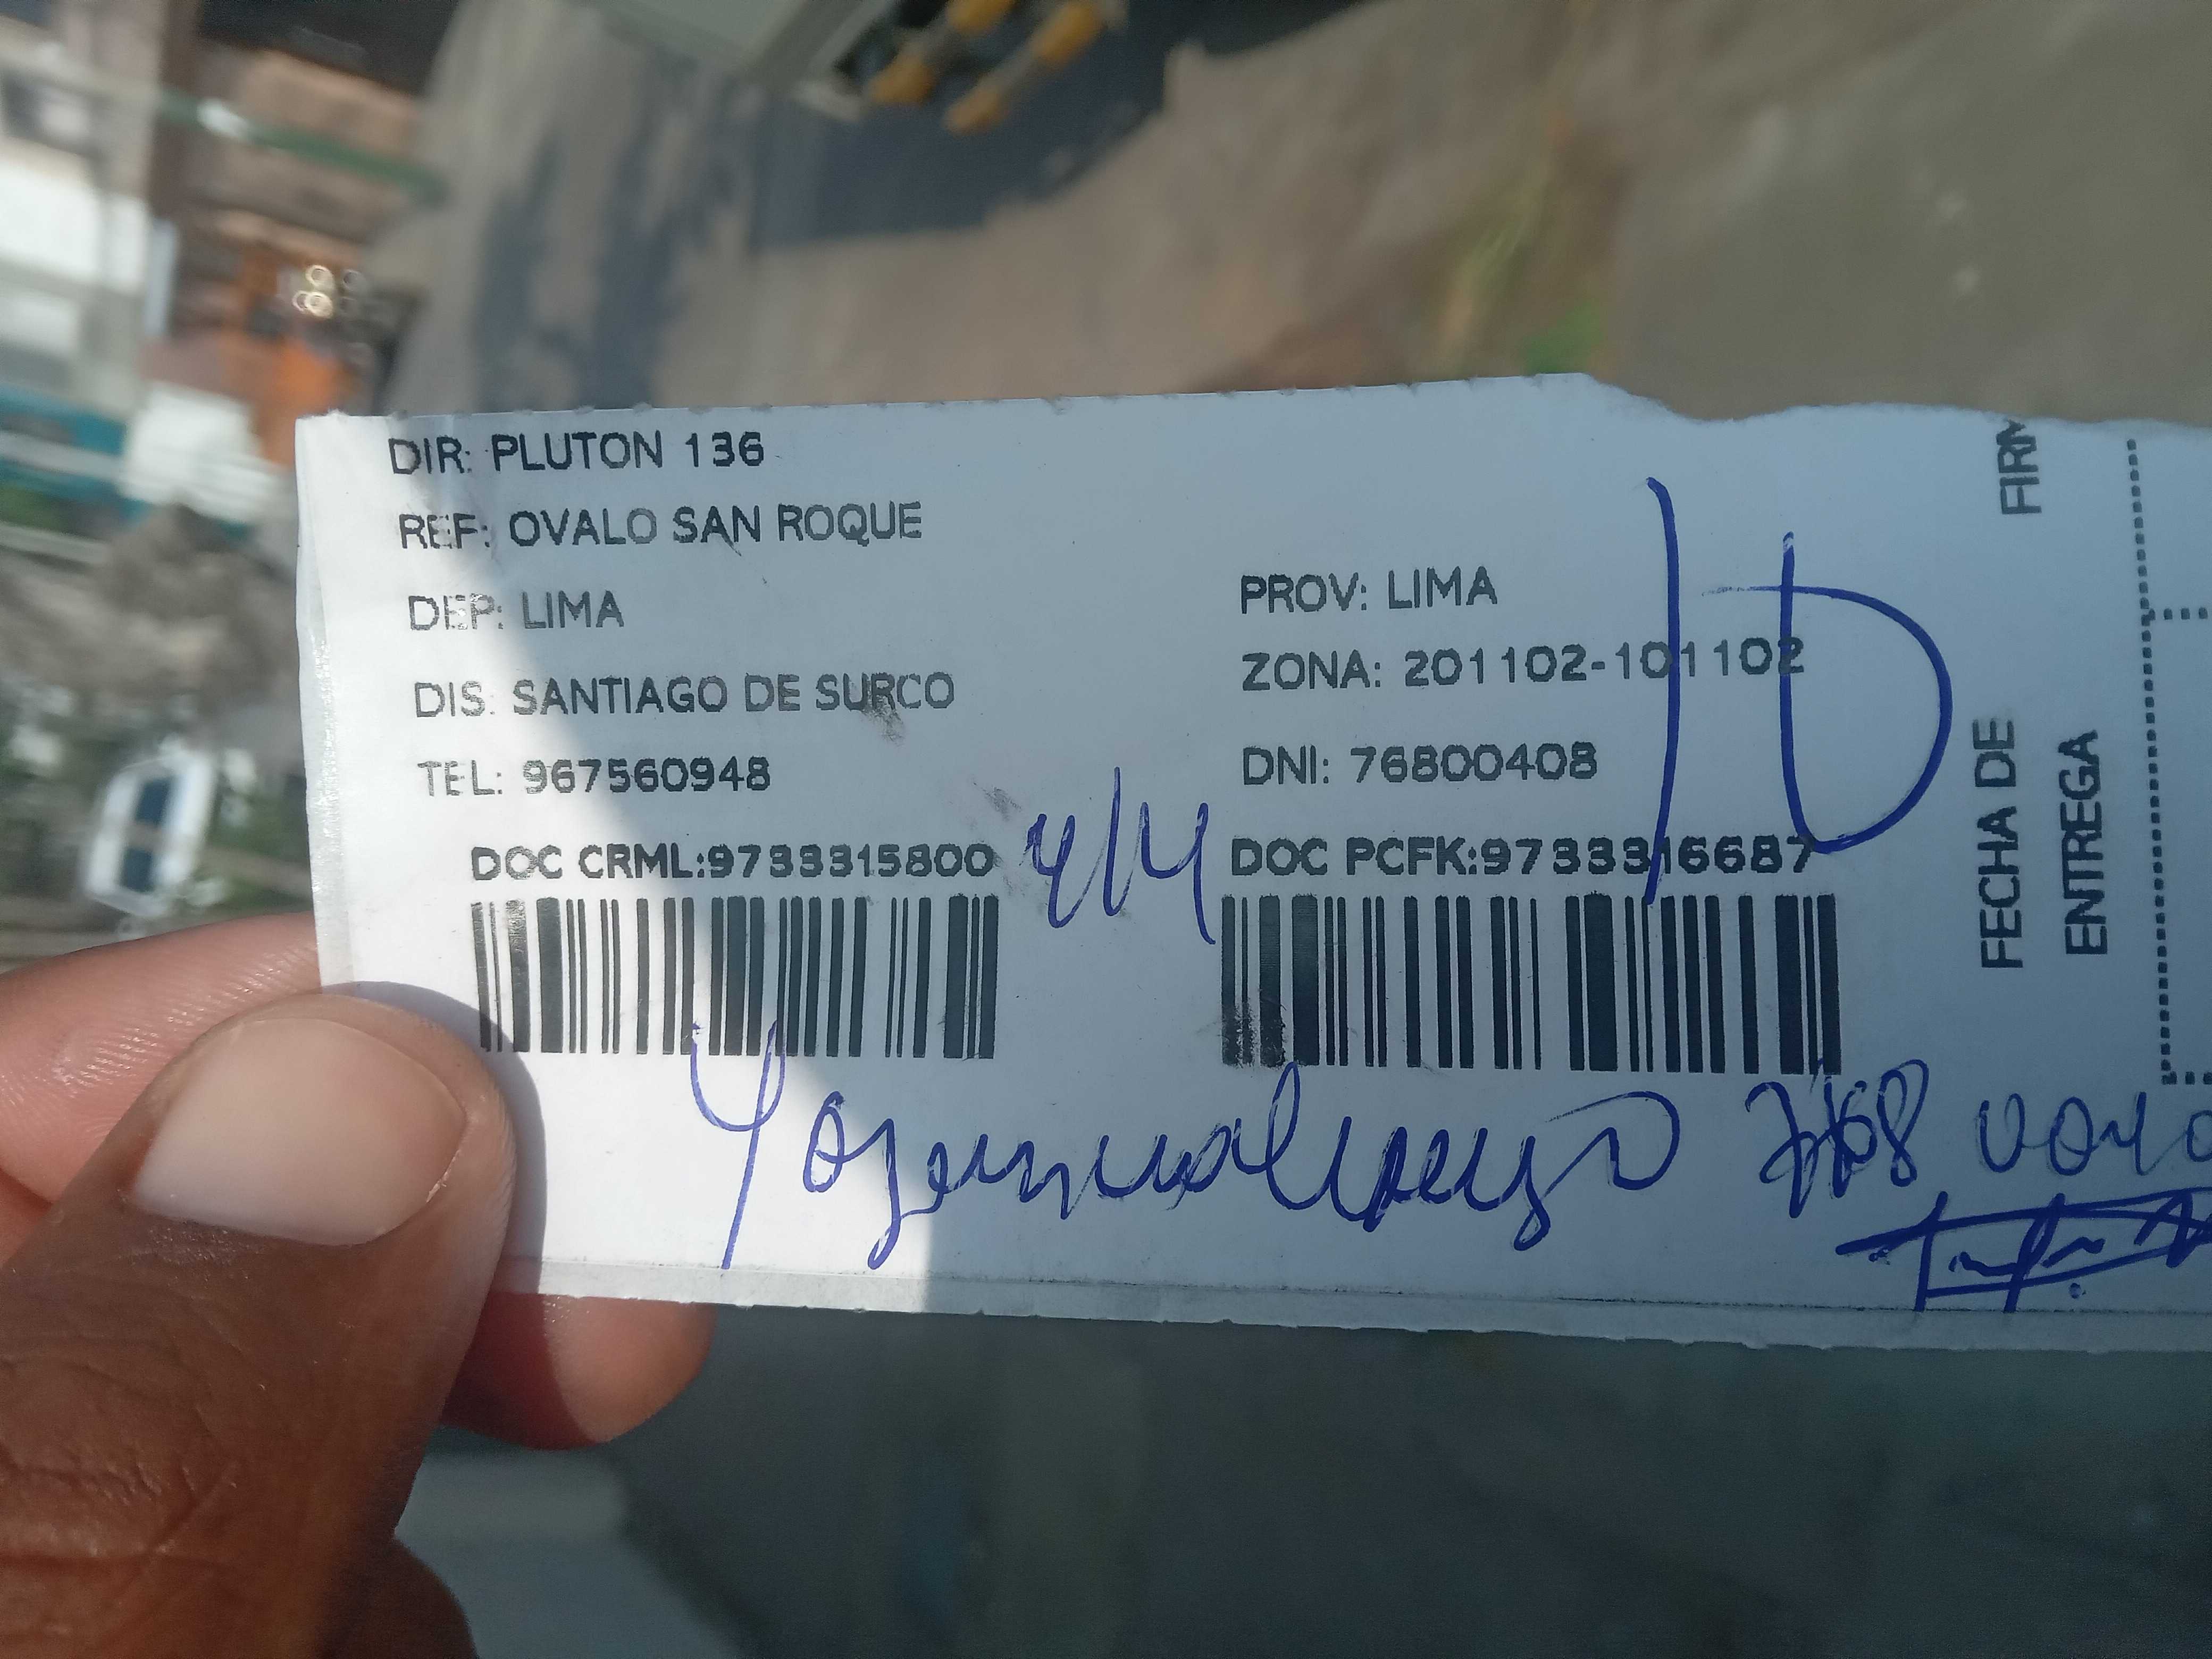 DIR: PLUTON 136
REF: OVALO SAN ROQUE
DEP: LIMA
PROV: LIMA
DIS: SANTIAGO DE SURCO
ZONA: 201102-101102
TEL: 967560948
DNI: 76800408
DOC CRML:9733315800
DOC PCFK:9733316687
FIRM
FECHA DE
ENTREGA